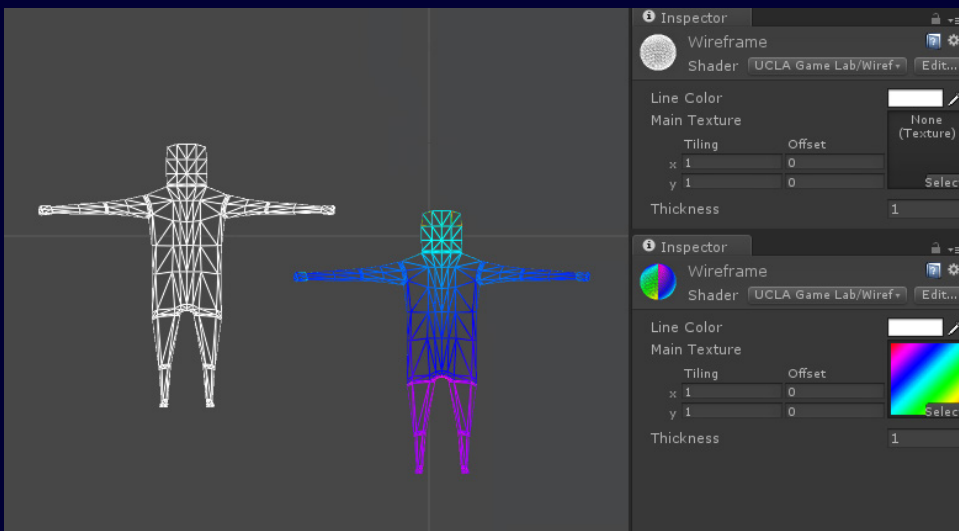 Inspector
Wireframe
Shader UCLA Game Lab/Wiref Edit...
Line Color
Main Texture
None
(Texture)
Tiling Offset
x 1 0
y 1 0
Selec
Thickness 1
Inspector
Wireframe
Shader UCLA Game Lab/Wiref Edit...
Line Color
Main Texture
Tiling Offset
x 1 0
y 1 0
Selec
Thickness 1